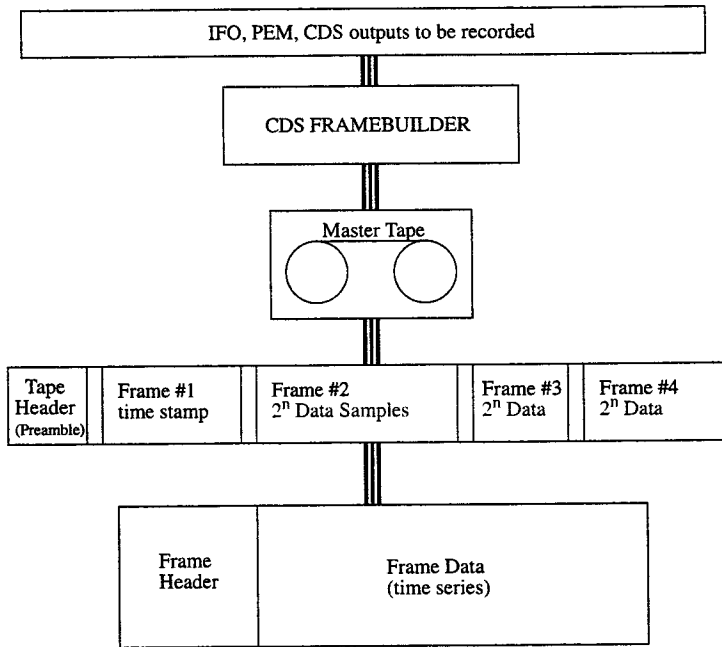 IFO, PEM, CDS outputs to be recorded
CDS FRAMEBUILDER
Master Tape
Tape
Header
(Preamble)
Frame #1
time stamp
Frame #2
2ⁿ Data Samples
Frame #3
2ⁿ Data
Frame #4
2ⁿ Data
Frame
Header
Frame Data
(time series)